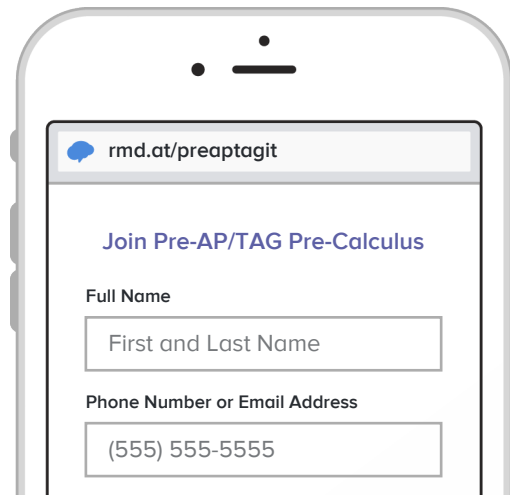 rmd.at/preaptagit
Join Pre-AP/TAG Pre-Calculus
Full Name
First and Last Name
Phone Number or Email Address
(555) 555-5555